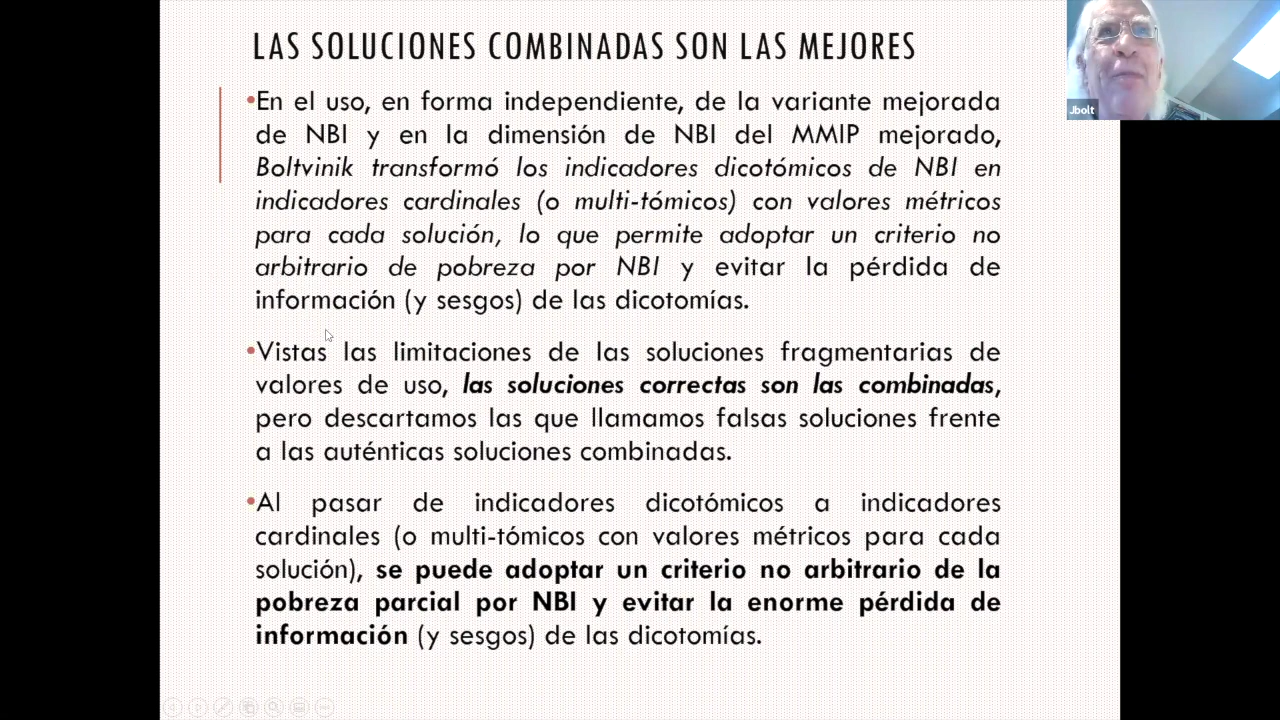 LAS SOLUCIONES COMBINADAS SON LAS MEJORES
Jbolt
•En el uso, en forma independiente, de la variante mejorada
de NBI y en la dimensión de NBI del MMIP mejorado,
Boltvinik transformó los indicadores dicotómicos de NBI en
indicadores cardinales (o multi-tómicos) con valores métricos
para cada solución, lo que permite adoptar un criterio no
arbitrario de pobreza por NBI y evitar la pérdida de
información (y sesgos) de las dicotomías.
•Vistas las limitaciones de las soluciones fragmentarias de
valores de uso, las soluciones correctas son las combinadas,
pero descartamos las que llamamos falsas soluciones frente
a las auténticas soluciones combinadas.
•Al pasar de indicadores dicotómicos a indicadores
cardinales (o multi-tómicos con valores métricos para cada
solución), se puede adoptar un criterio no arbitrario de la
pobreza parcial por NBI y evitar la enorme pérdida de
información (y sesgos) de las dicotomías.